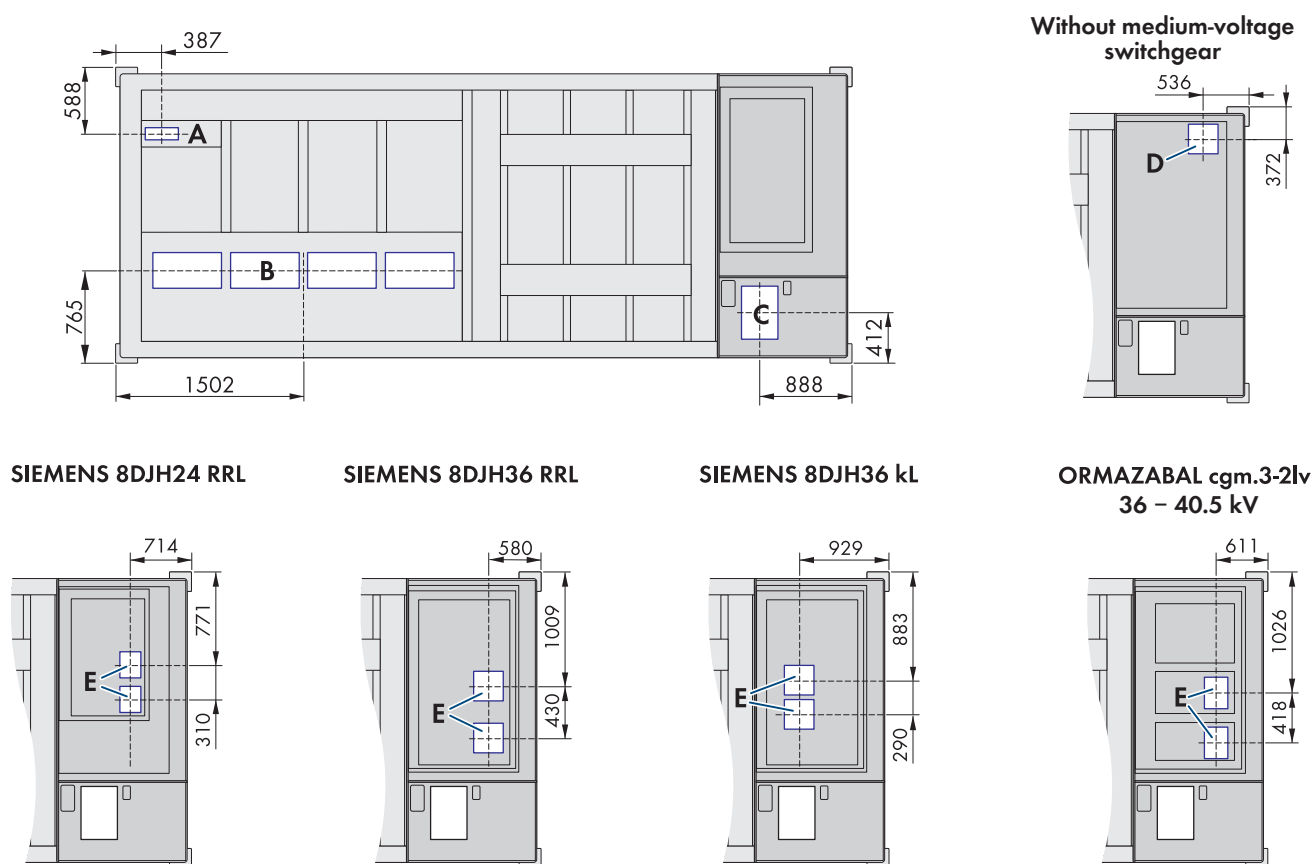 387
588
A
B
765
1502
C
412
888
Without medium-voltage
switchgear
536
D
372
SIEMENS 8DJH24 RRL
714
771
E
310
SIEMENS 8DJH36 RRL
580
1009
E
430
SIEMENS 8DJH36 kL
929
883
E
290
ORMAZABAL cgm.3-2lv
36 – 40.5 kV
611
1026
E
418